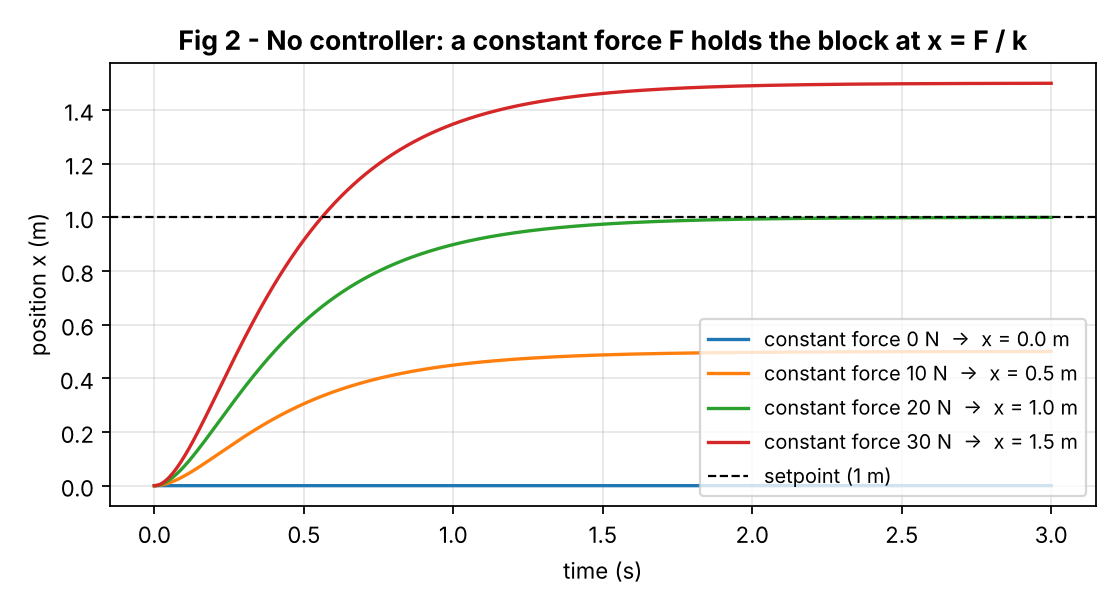 Fig 2 - No controller: a constant force F holds the block at x = F / k
position x (m)
1.4
1.2
1.0
0.8
0.6
0.4
0.2
0.0
constant force 0 N → x = 0.0 m
constant force 10 N → x = 0.5 m
constant force 20 N → x = 1.0 m
constant force 30 N → x = 1.5 m
setpoint (1 m)
0.0 0.5 1.0 1.5 2.0 2.5 3.0
time (s)